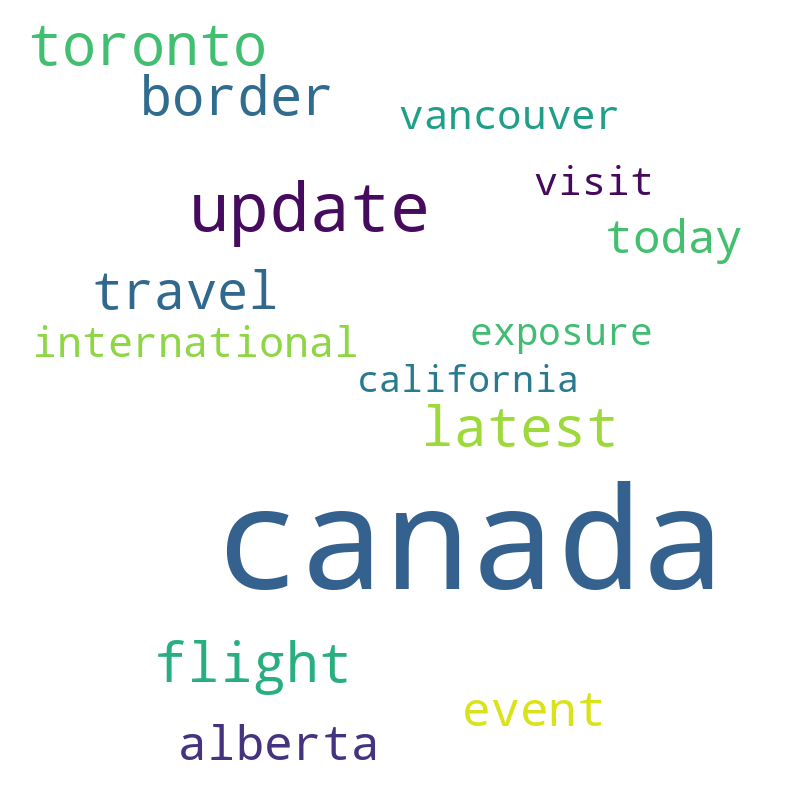 toronto
border
vancouver
visit
update
today
travel
international
exposure
california
latest
canada
flight
event
alberta